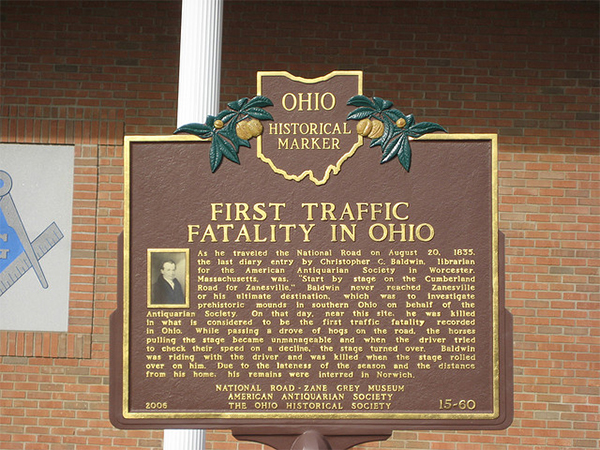 OHIO
HISTORICAL
MARKER
FIRST TRAFFIC
FATALITY IN OHIO
As he traveled the National Road on August 20, 1835,
the last diary entry by Christopher C. Baldwin, librarian
for the American Antiquarian Society in Worcester,
Massachusetts, was, "Start by stage on the Cumberland
Road for Zanesville." Baldwin never reached Zanesville
or his ultimate destination, which was to investigate
prehistoric mounds in southern Ohio on behalf of the
Antiquarian Society. On that day, near this site, he was killed
in what is considered to be the first traffic fatality recorded
in Ohio. While passing a drove of hogs on the road, the horses
pulling the stage became unmanageable and when the driver tried
to check their speed on a decline, the stage turned over. Baldwin
was riding with the driver and was killed when the stage rolled
over on him. Due to the lateness of the season and the distance
from his home, his remains were interred in Norwich.
NATIONAL ROAD - ZANE GREY MUSEUM
AMERICAN ANTIQUARIAN SOCIETY
2006 THE OHIO HISTORICAL SOCIETY 15-60